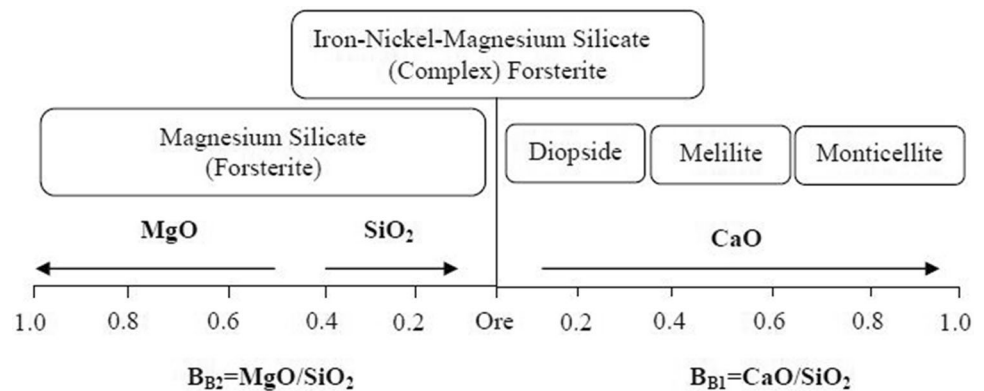 Iron-Nickel-Magnesium Silicate
(Complex) Forsterite
Magnesium Silicate
(Forsterite)
Diopside
Melilite
Monticellite
MgO
SiO₂
CaO
1.0 0.8 0.6 0.4 0.2 Ore 0.2 0.4 0.6 0.8 1.0
B_B2=MgO/SiO₂
B_B1=CaO/SiO₂